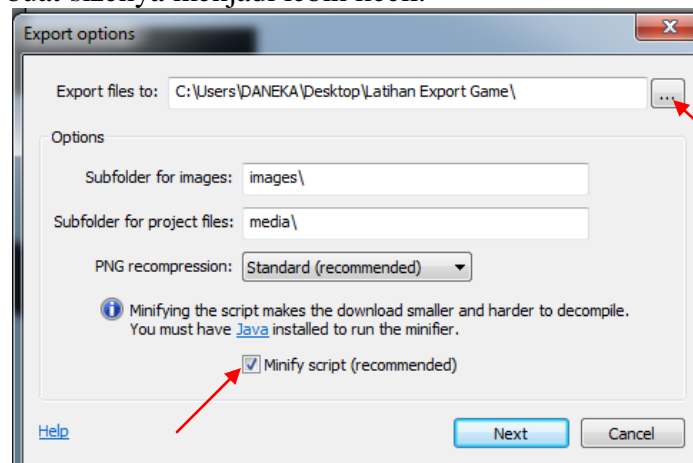 Export options
Export files to: C:\Users\DANEKA\Desktop\Latihan Export Game\ ...
Options
Subfolder for images: images\
Subfolder for project files: media\
PNG recompression: Standard (recommended)
Minifying the script makes the download smaller and harder to decompile.
You must have Java installed to run the minifier.
Minify script (recommended)
Help Next Cancel